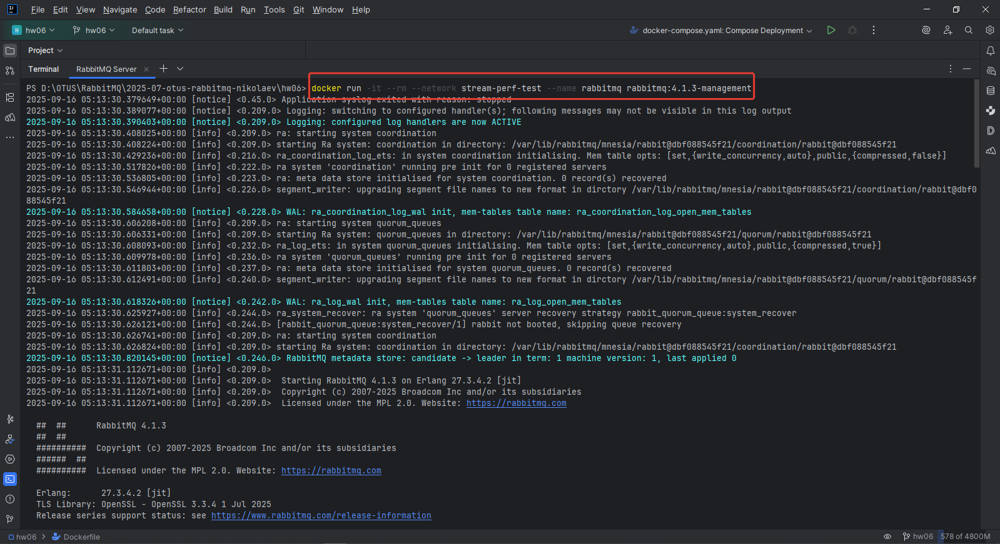 File Edit View Navigate Code Refactor Build Run Tools Git Window Help
H hw06 hw06 Default task docker-compose.yaml: Compose Deployment
Project
Terminal RabbitMQ Server
PS D:\OTUS\RabbitMQ\2025-07-otus-rabbitmq-nikolaev\hw06> docker run -it --rm --network stream-perf-test --name rabbitmq rabbitmq:4.1.3-management
2025-09-16 05:13:30.379649+00:00 [notice] <0.45.0> Application syslog exited with reason: stopped
2025-09-16 05:13:30.389077+00:00 [notice] <0.209.0> Logging: switching to configured handler(s); following messages may not be visible in this log output
2025-09-16 05:13:30.390403+00:00 [notice] <0.209.0> Logging: configured log handlers are now ACTIVE
2025-09-16 05:13:30.408025+00:00 [info] <0.209.0> ra: starting system coordination
2025-09-16 05:13:30.408224+00:00 [info] <0.209.0> starting Ra system: coordination in directory: /var/lib/rabbitmq/mnesia/rabbit@dbf088545f21/coordination/rabbit@dbf088545f21
2025-09-16 05:13:30.429236+00:00 [info] <0.216.0> ra_coordination_log_ets: in system coordination initialising. Mem table opts: [set,{write_concurrency,auto},public,{compressed,false}]
2025-09-16 05:13:30.517826+00:00 [info] <0.222.0> ra system 'coordination' running pre init for 0 registered servers
2025-09-16 05:13:30.536805+00:00 [info] <0.223.0> ra: meta data store initialised for system coordination. 0 record(s) recovered
2025-09-16 05:13:30.546944+00:00 [info] <0.226.0> segment_writer: upgrading segment file names to new format in dirctory /var/lib/rabbitmq/mnesia/rabbit@dbf088545f21/coordination/rabbit@dbf0
88545f21
2025-09-16 05:13:30.584658+00:00 [notice] <0.228.0> WAL: ra_coordination_log_wal init, mem-tables table name: ra_coordination_log_open_mem_tables
2025-09-16 05:13:30.606208+00:00 [info] <0.209.0> ra: starting system quorum_queues
2025-09-16 05:13:30.606331+00:00 [info] <0.209.0> starting Ra system: quorum_queues in directory: /var/lib/rabbitmq/mnesia/rabbit@dbf088545f21/quorum/rabbit@dbf088545f21
2025-09-16 05:13:30.608093+00:00 [info] <0.232.0> ra_log_ets: in system quorum_queues initialising. Mem table opts: [set,{write_concurrency,auto},public,{compressed,true}]
2025-09-16 05:13:30.609978+00:00 [info] <0.236.0> ra system 'quorum_queues' running pre init for 0 registered servers
2025-09-16 05:13:30.611803+00:00 [info] <0.237.0> ra: meta data store initialised for system quorum_queues. 0 record(s) recovered
2025-09-16 05:13:30.612491+00:00 [info] <0.240.0> segment_writer: upgrading segment file names to new format in dirctory /var/lib/rabbitmq/mnesia/rabbit@dbf088545f21/quorum/rabbit@dbf088545f
21
2025-09-16 05:13:30.618326+00:00 [notice] <0.242.0> WAL: ra_log_wal init, mem-tables table name: ra_log_open_mem_tables
2025-09-16 05:13:30.625927+00:00 [info] <0.244.0> ra_system_recover: ra system 'quorum_queues' server recovery strategy rabbit_quorum_queue:system_recover
2025-09-16 05:13:30.626121+00:00 [info] <0.244.0> [rabbit_quorum_queue:system_recover/1] rabbit not booted, skipping queue recovery
2025-09-16 05:13:30.626741+00:00 [info] <0.209.0> ra: starting system coordination
2025-09-16 05:13:30.626824+00:00 [info] <0.209.0> starting Ra system: coordination in directory: /var/lib/rabbitmq/mnesia/rabbit@dbf088545f21/coordination/rabbit@dbf088545f21
2025-09-16 05:13:30.820145+00:00 [notice] <0.246.0> RabbitMQ metadata store: candidate -> leader in term: 1 machine version: 1, last applied 0
2025-09-16 05:13:31.112671+00:00 [info] <0.209.0>
2025-09-16 05:13:31.112671+00:00 [info] <0.209.0>  Starting RabbitMQ 4.1.3 on Erlang 27.3.4.2 [jit]
2025-09-16 05:13:31.112671+00:00 [info] <0.209.0>  Copyright (c) 2007-2025 Broadcom Inc and/or its subsidiaries
2025-09-16 05:13:31.112671+00:00 [info] <0.209.0>  Licensed under the MPL 2.0. Website: https://rabbitmq.com
##  ##      RabbitMQ 4.1.3
##  ##
##########  Copyright (c) 2007-2025 Broadcom Inc and/or its subsidiaries
######  ##
##########  Licensed under the MPL 2.0. Website: https://rabbitmq.com
Erlang:      27.3.4.2 [jit]
TLS Library: OpenSSL - OpenSSL 3.3.4 1 Jul 2025
Release series support status: see https://www.rabbitmq.com/release-information
hw06 > Dockerfile hw06 578 of 4800M